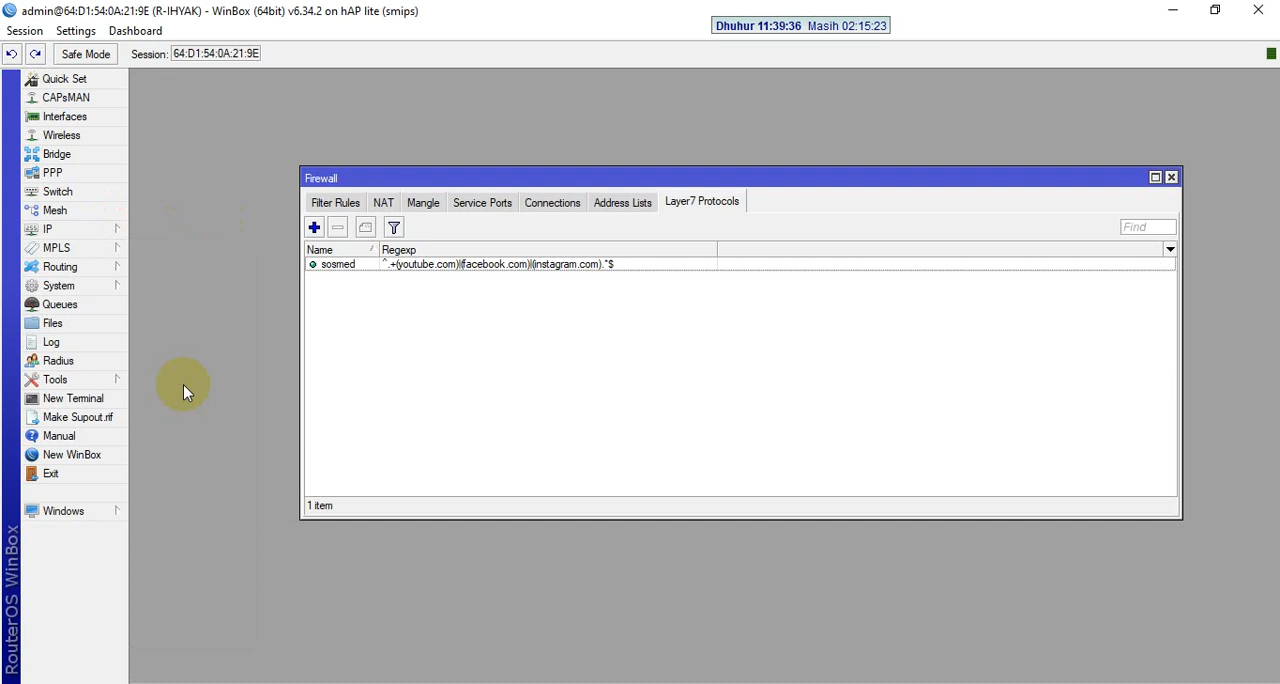 admin@64:D1:54:0A:21:9E (R-IHYAK) - WinBox (64bit) v6.34.2 on hAP lite (smips)
Dhuhur 11:39:36 Masih 02:15:23
Session Settings Dashboard
Safe Mode Session: 64:D1:54:0A:21:9E
Quick Set
CAPsMAN
Interfaces
Wireless
Bridge
PPP
Switch
Mesh
IP
MPLS
Routing
System
Queues
Files
Log
Radius
Tools
New Terminal
Make Supout.rif
Manual
New WinBox
Exit
Windows
RouterOS WinBox
Firewall
Filter Rules NAT Mangle Service Ports Connections Address Lists Layer7 Protocols
Find
Name Regexp
sosmed ^.+(youtube.com)|(facebook.com)|(instagram.com).*$
1 item